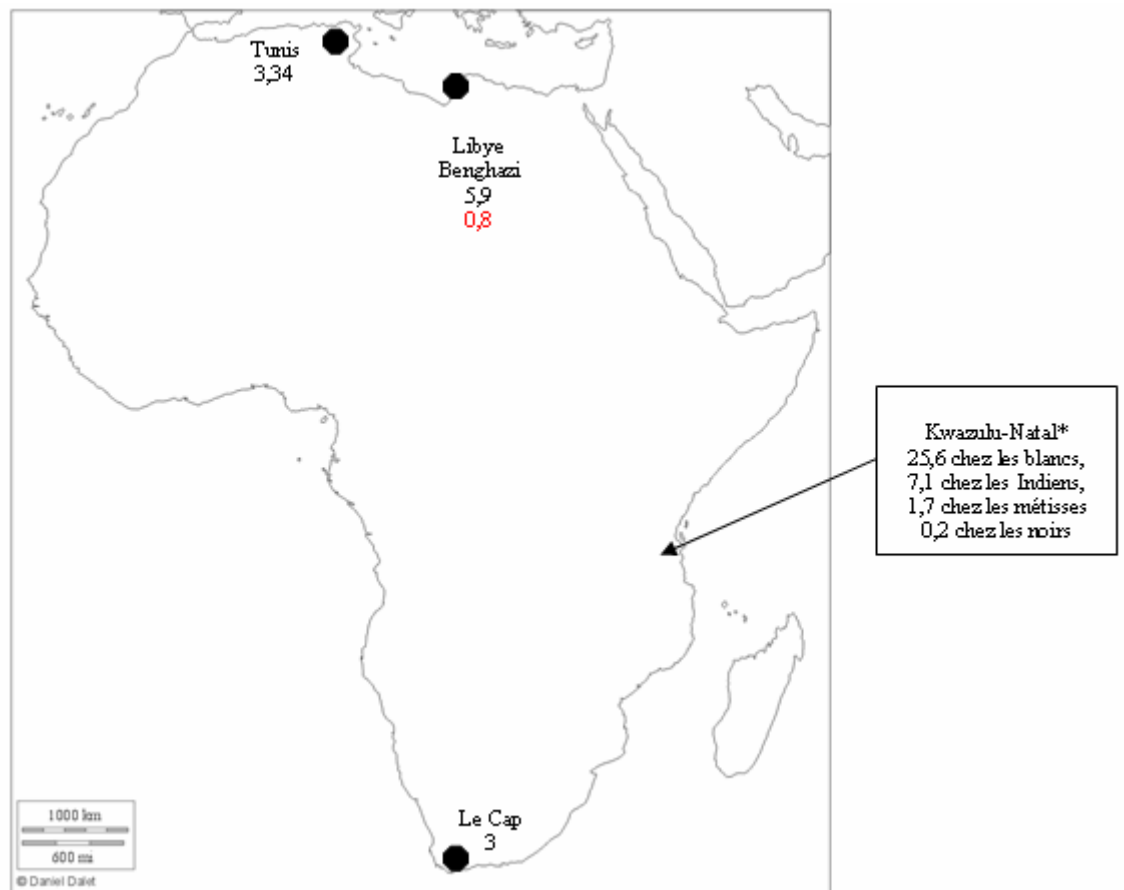 Tunis
3,34
Libye
Benghazi
5,9
0,8
Kwazulu-Natal*
25,6 chez les blancs,
7,1 chez les Indiens,
1,7 chez les métisses
0,2 chez les noirs
Le Cap
3
1000 km
600 mi
© Daniel Dalet